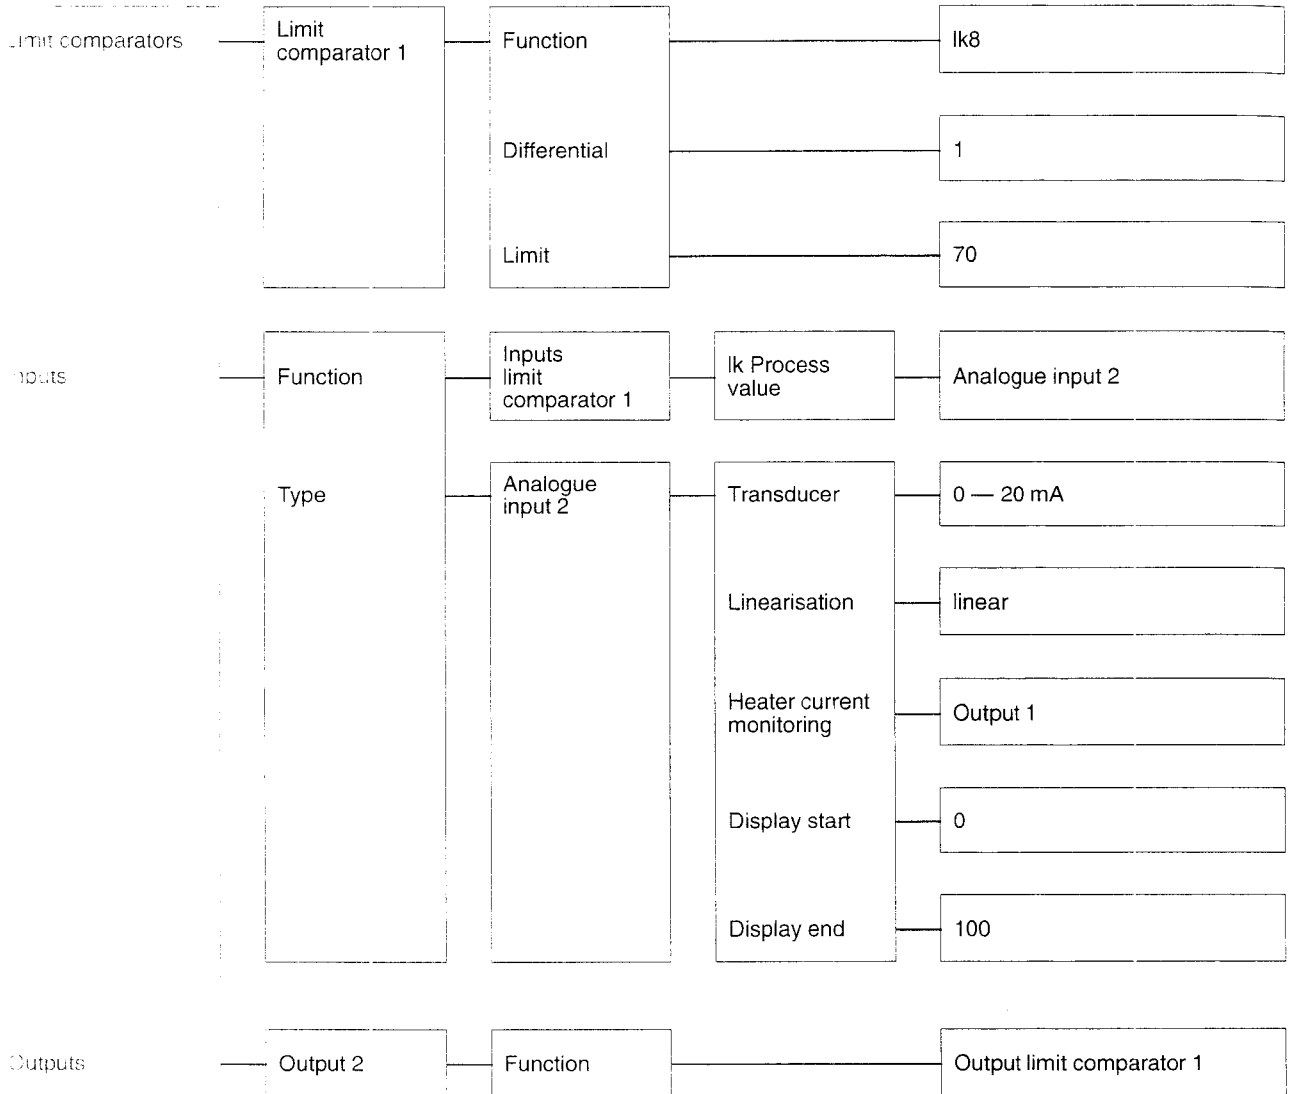 Limit comparators
Limit
comparator 1
Function
lk8
Differential
1
Limit
70
Inputs
Function
Inputs
limit
comparator 1
lk Process
value
Analogue input 2
Type
Analogue
input 2
Transducer
0 — 20 mA
Linearisation
linear
Heater current
monitoring
Output 1
Display start
0
Display end
100
Outputs
Output 2
Function
Output limit comparator 1